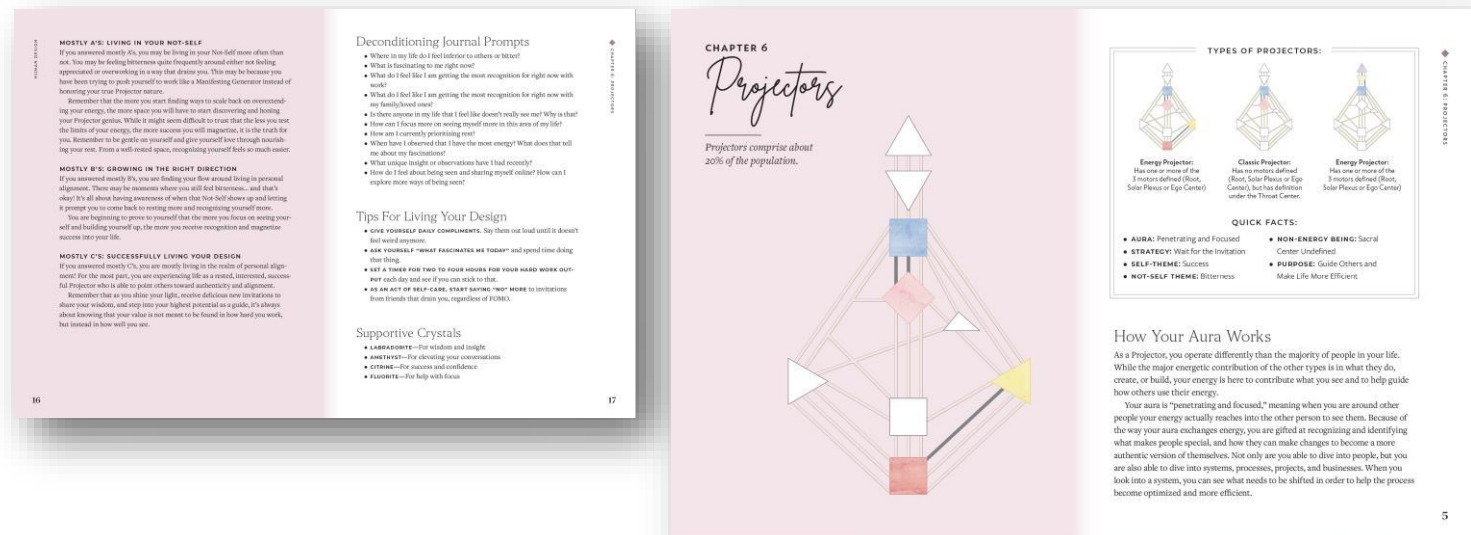 HUMAN DESIGN
MOSTLY A'S: LIVING IN YOUR NOT-SELF
If you answered mostly A's, you may be living in your Not-Self more often than
not. You may be feeling bitterness quite frequently around either not feeling
appreciated or overworking in a way that drains you. This may be because you
have been trying to push yourself to work like a Manifesting Generator instead of
honoring your true Projector nature.
Remember that the more you start finding ways to scale back on overextend-
ing your energy, the more space you will have to start discovering and honing
your Projector genius. While it might seem difficult to trust that the less you test
the limits of your energy, the more success you will magnetize, it is the truth for
you. Remember to be gentle on yourself and give yourself love through nourish-
ing your rest. From a well-rested space, recognizing yourself feels so much easier.
MOSTLY B'S: GROWING IN THE RIGHT DIRECTION
If you answered mostly B's, you are finding your flow around living in personal
alignment. There may be moments where you still feel bitterness... and that's
okay! It's all about having awareness of when that Not-Self shows up and letting
it prompt you to come back to resting more and recognizing yourself more.
You are beginning to prove to yourself that the more you focus on seeing your-
self and building yourself up, the more you receive recognition and magnetize
success into your life.
MOSTLY C'S: SUCCESSFULLY LIVING YOUR DESIGN
If you answered mostly C's, you are mostly living in the realm of personal align-
ment! For the most part, you are experiencing life as a rested, interested, success-
ful Projector who is able to point others toward authenticity and alignment.
Remember that as you shine your light, receive delicious new invitations to
share your wisdom, and step into your highest potential as a guide, it's always
about knowing that your value is not meant to be found in how hard you work,
but instead in how well you see.
16
Deconditioning Journal Prompts
• Where in my life do I feel inferior to others or bitter?
• What is fascinating to me right now?
• What do I feel like I am getting the most recognition for right now with
work?
• What do I feel like I am getting the most recognition for right now with
my family/loved ones?
• Is there anyone in my life that I feel like doesn't really see me? Why is that?
• How can I focus more on seeing myself more in this area of my life?
• How am I currently prioritizing rest?
• When have I observed that I have the most energy? What does that tell
me about my fascinations?
• What unique insight or observations have I had recently?
• How do I feel about being seen and sharing myself online? How can I
explore more ways of being seen?
Tips For Living Your Design
• GIVE YOURSELF DAILY COMPLIMENTS. Say them out loud until it doesn't
feel weird anymore.
• ASK YOURSELF "WHAT FASCINATES ME TODAY" and spend time doing
that thing.
• SET A TIMER FOR TWO TO FOUR HOURS FOR YOUR HARD WORK OUT-
PUT each day and see if you can stick to that.
• AS AN ACT OF SELF-CARE, START SAYING "NO" MORE to invitations
from friends that drain you, regardless of FOMO.
Supportive Crystals
• LABRADORITE—For wisdom and insight
• AMETHYST—For elevating your conversations
• CITRINE—For success and confidence
• FLUORITE—For help with focus
CHAPTER 6: PROJECTORS
17
CHAPTER 6
Projectors
Projectors comprise about
20% of the population.
TYPES OF PROJECTORS:
Energy Projector:
Has one or more of the
3 motors defined (Root,
Solar Plexus or Ego Center)
Classic Projector:
Has no motors defined
(Root, Solar Plexus or Ego
Center), but has definition
under the Throat Center.
Energy Projector:
Has one or more of the
3 motors defined (Root,
Solar Plexus or Ego Center)
QUICK FACTS:
• AURA: Penetrating and Focused
• STRATEGY: Wait for the Invitation
• SELF-THEME: Success
• NOT-SELF THEME: Bitterness
• NON-ENERGY BEING: Sacral
Center Undefined
• PURPOSE: Guide Others and
Make Life More Efficient
CHAPTER 6: PROJECTORS
How Your Aura Works
As a Projector, you operate differently than the majority of people in your life.
While the major energetic contribution of the other types is in what they do,
create, or build, your energy is here to contribute what you see and to help guide
how others use their energy.
Your aura is "penetrating and focused," meaning when you are around other
people your energy actually reaches into the other person to see them. Because of
the way your aura exchanges energy, you are gifted at recognizing and identifying
what makes people special, and how they can make changes to become a more
authentic version of themselves. Not only are you able to dive into people, but you
are also able to dive into systems, processes, projects, and businesses. When you
look into a system, you can see what needs to be shifted in order to help the process
become optimized and more efficient.
5